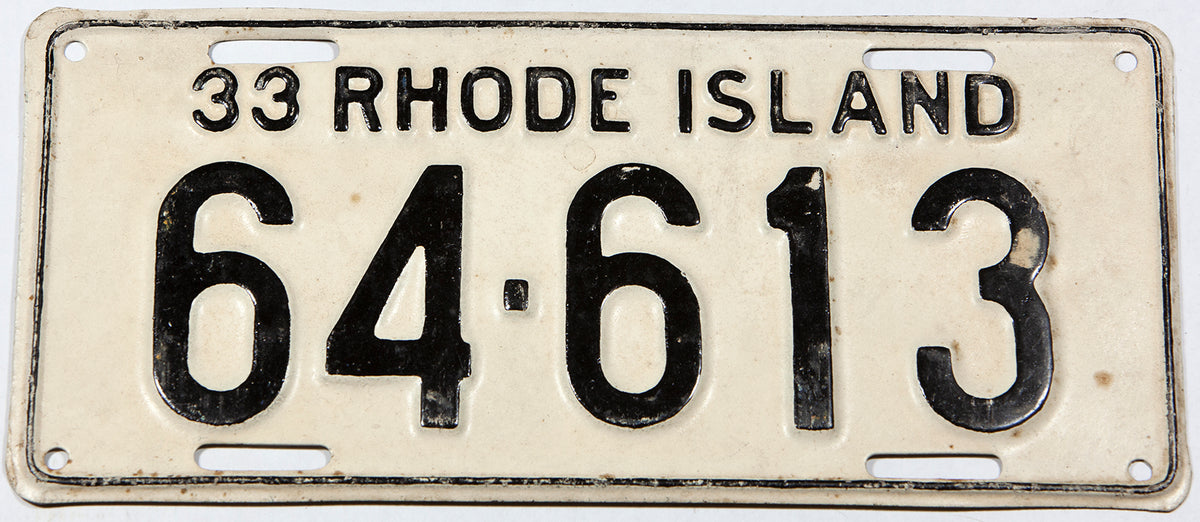 33 RHODE ISLAND
64·613